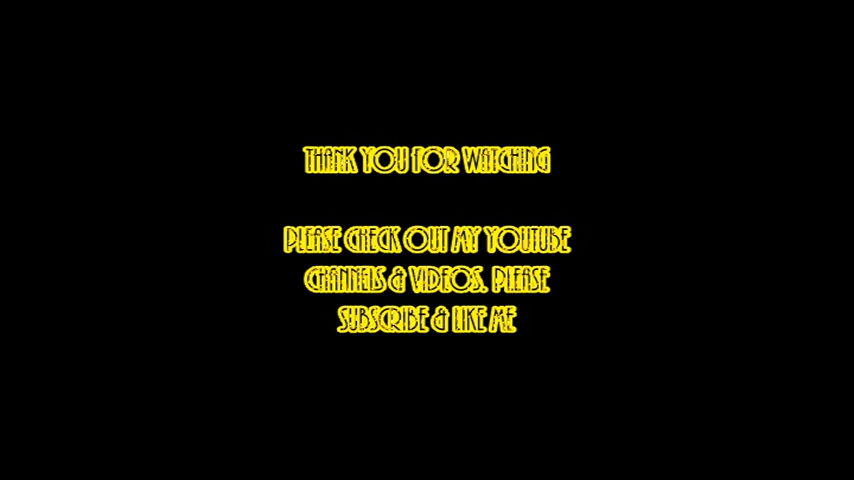 THANK YOU FOR WATCHING
PLEASE CHECK OUT MY YOUTUBE
CHANNELS & VIDEOS. PLEASE
SUBSCRIBE & LIKE ME